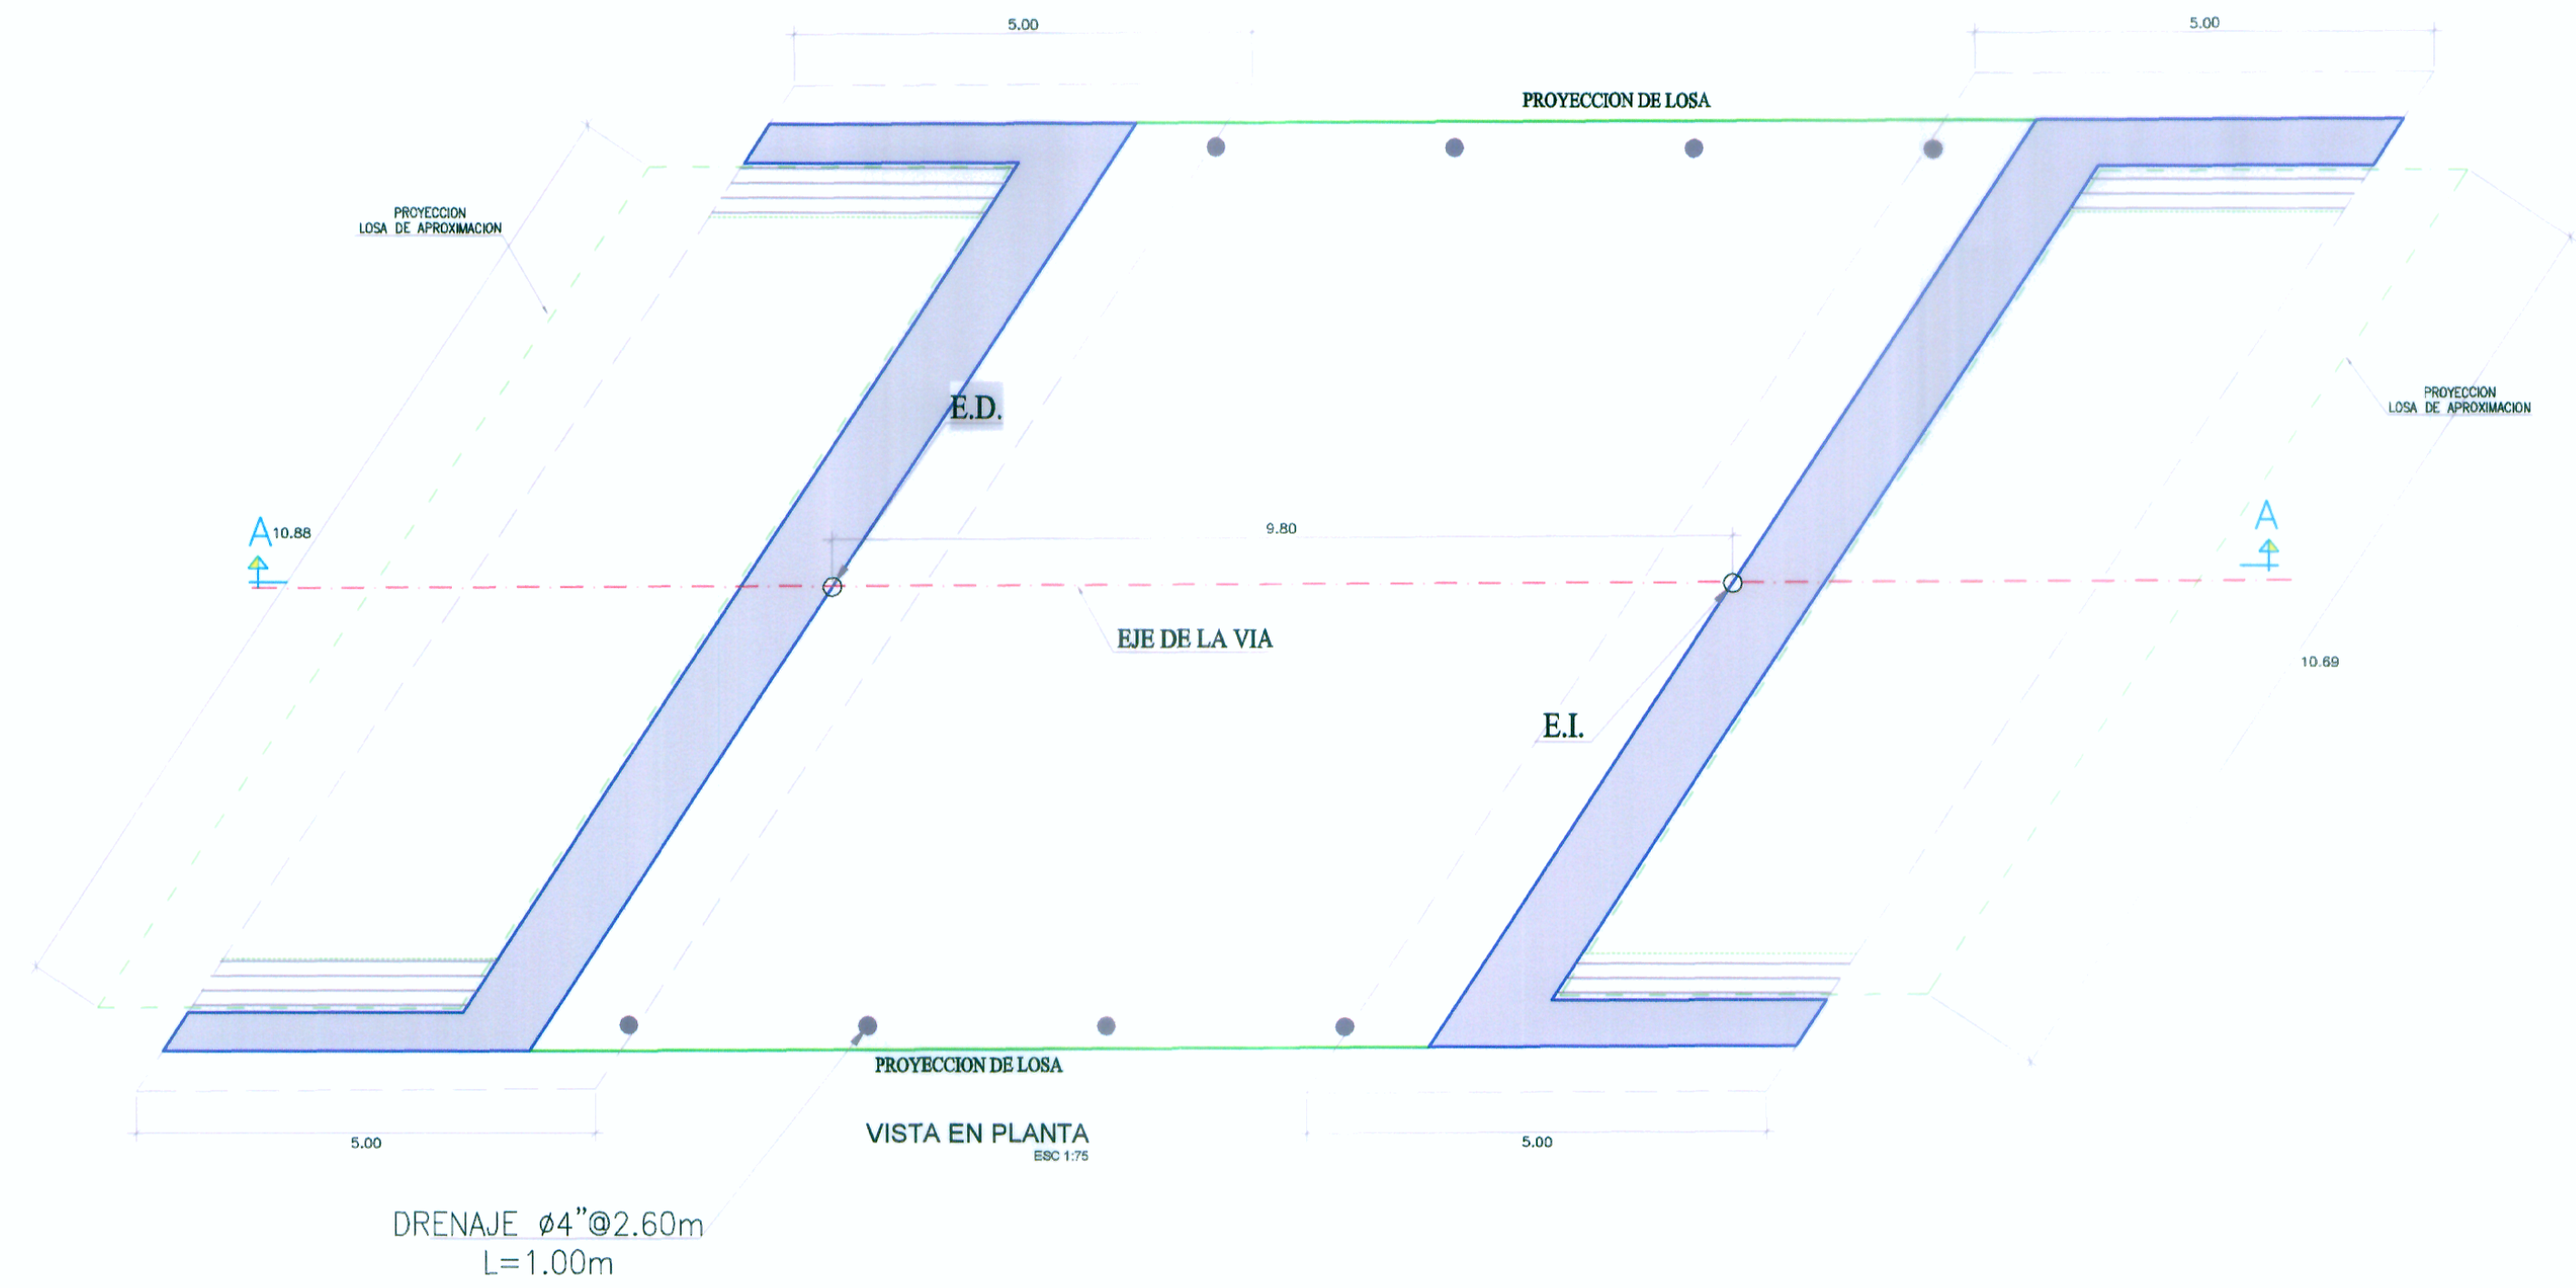 5.00
5.00
PROYECCION DE LOSA
PROYECCION
LOSA DE APROXIMACION
E.D.
PROYECCION
LOSA DE APROXIMACION
A
10.88
9.80
A
EJE DE LA VIA
10.69
E.I.
PROYECCION DE LOSA
5.00
VISTA EN PLANTA
ESC 1:75
5.00
DRENAJE ø4"@2.60m
L=1.00m